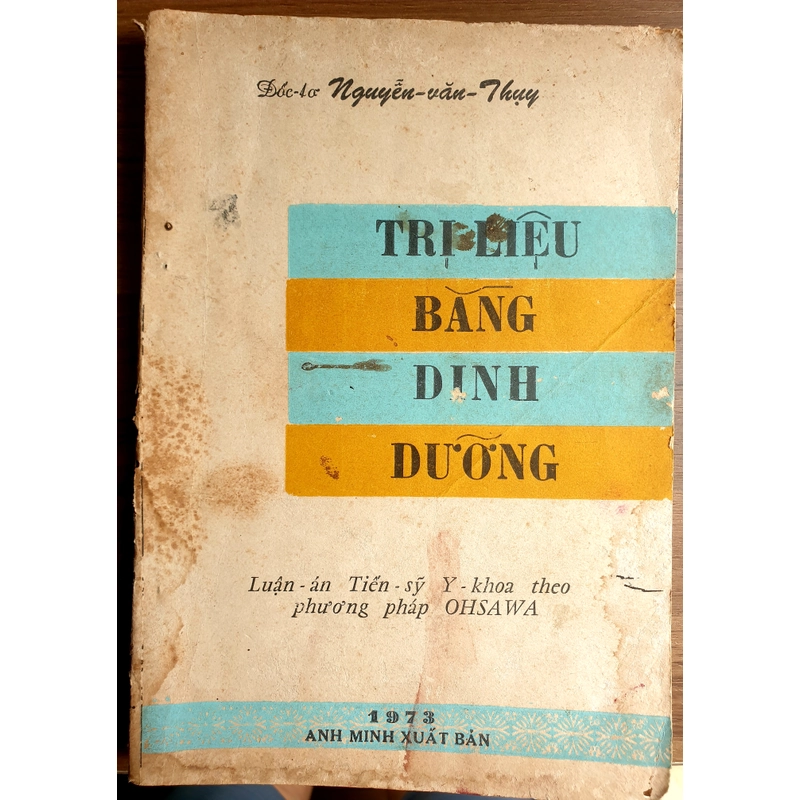 Đốc-tơ Nguyễn-văn-Thụy
TRỊ LIỆU
BẰNG
DINH
DƯỠNG
Luận-án Tiến-sỹ Y-khoa theo
phương pháp OHSAWA
1973
ANH MINH XUẤT BẢN